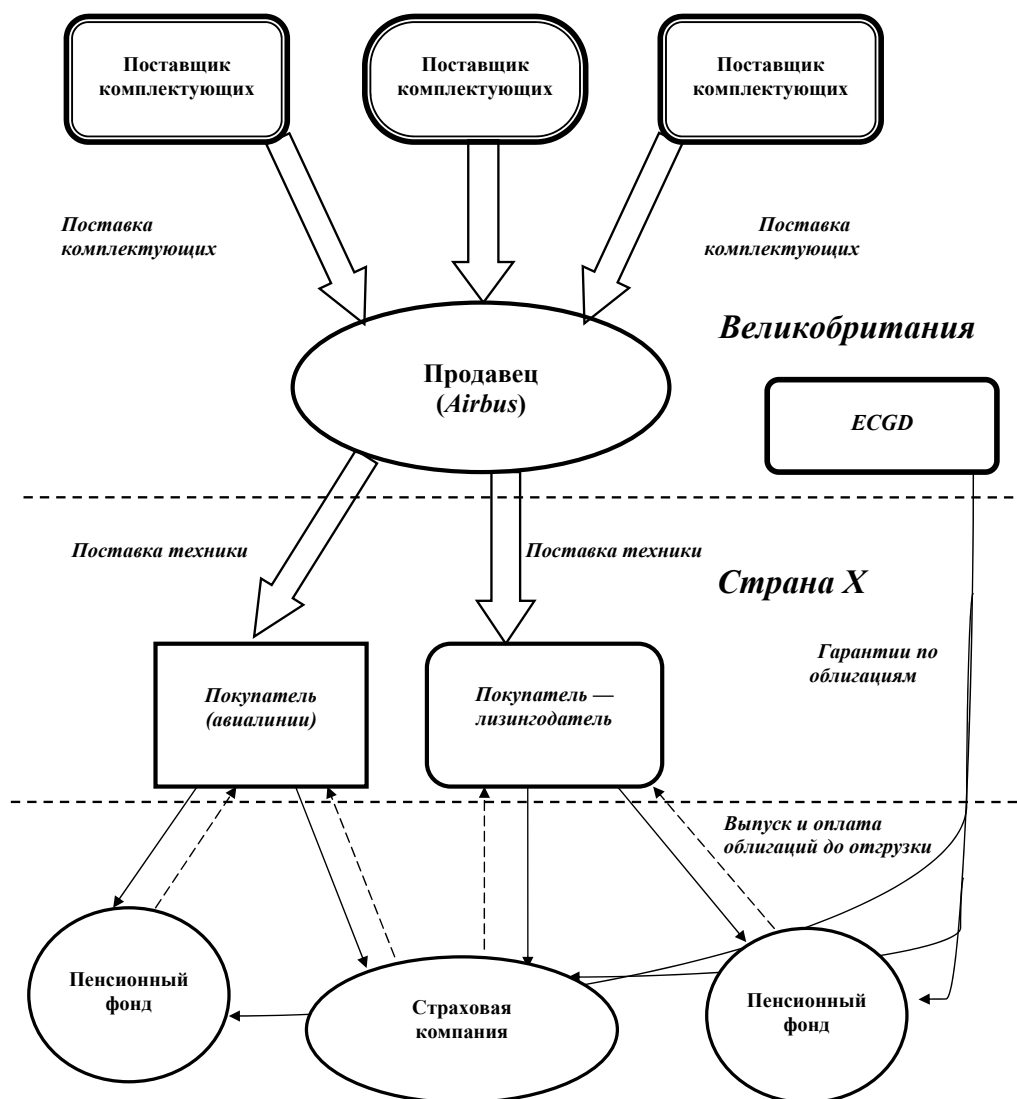 Поставщик
комплектующих
Поставщик
комплектующих
Поставщик
комплектующих
Поставка
комплектующих
Поставка
комплектующих
Великобритания
Продавец
(Airbus)
ECGD
Поставка техники
Поставка техники
Страна X
Гарантии по
облигациям
Покупатель
(авиалинии)
Покупатель —
лизингодатель
Выпуск и оплата
облигаций до отгрузки
Пенсионный
фонд
Страховая
компания
Пенсионный
фонд